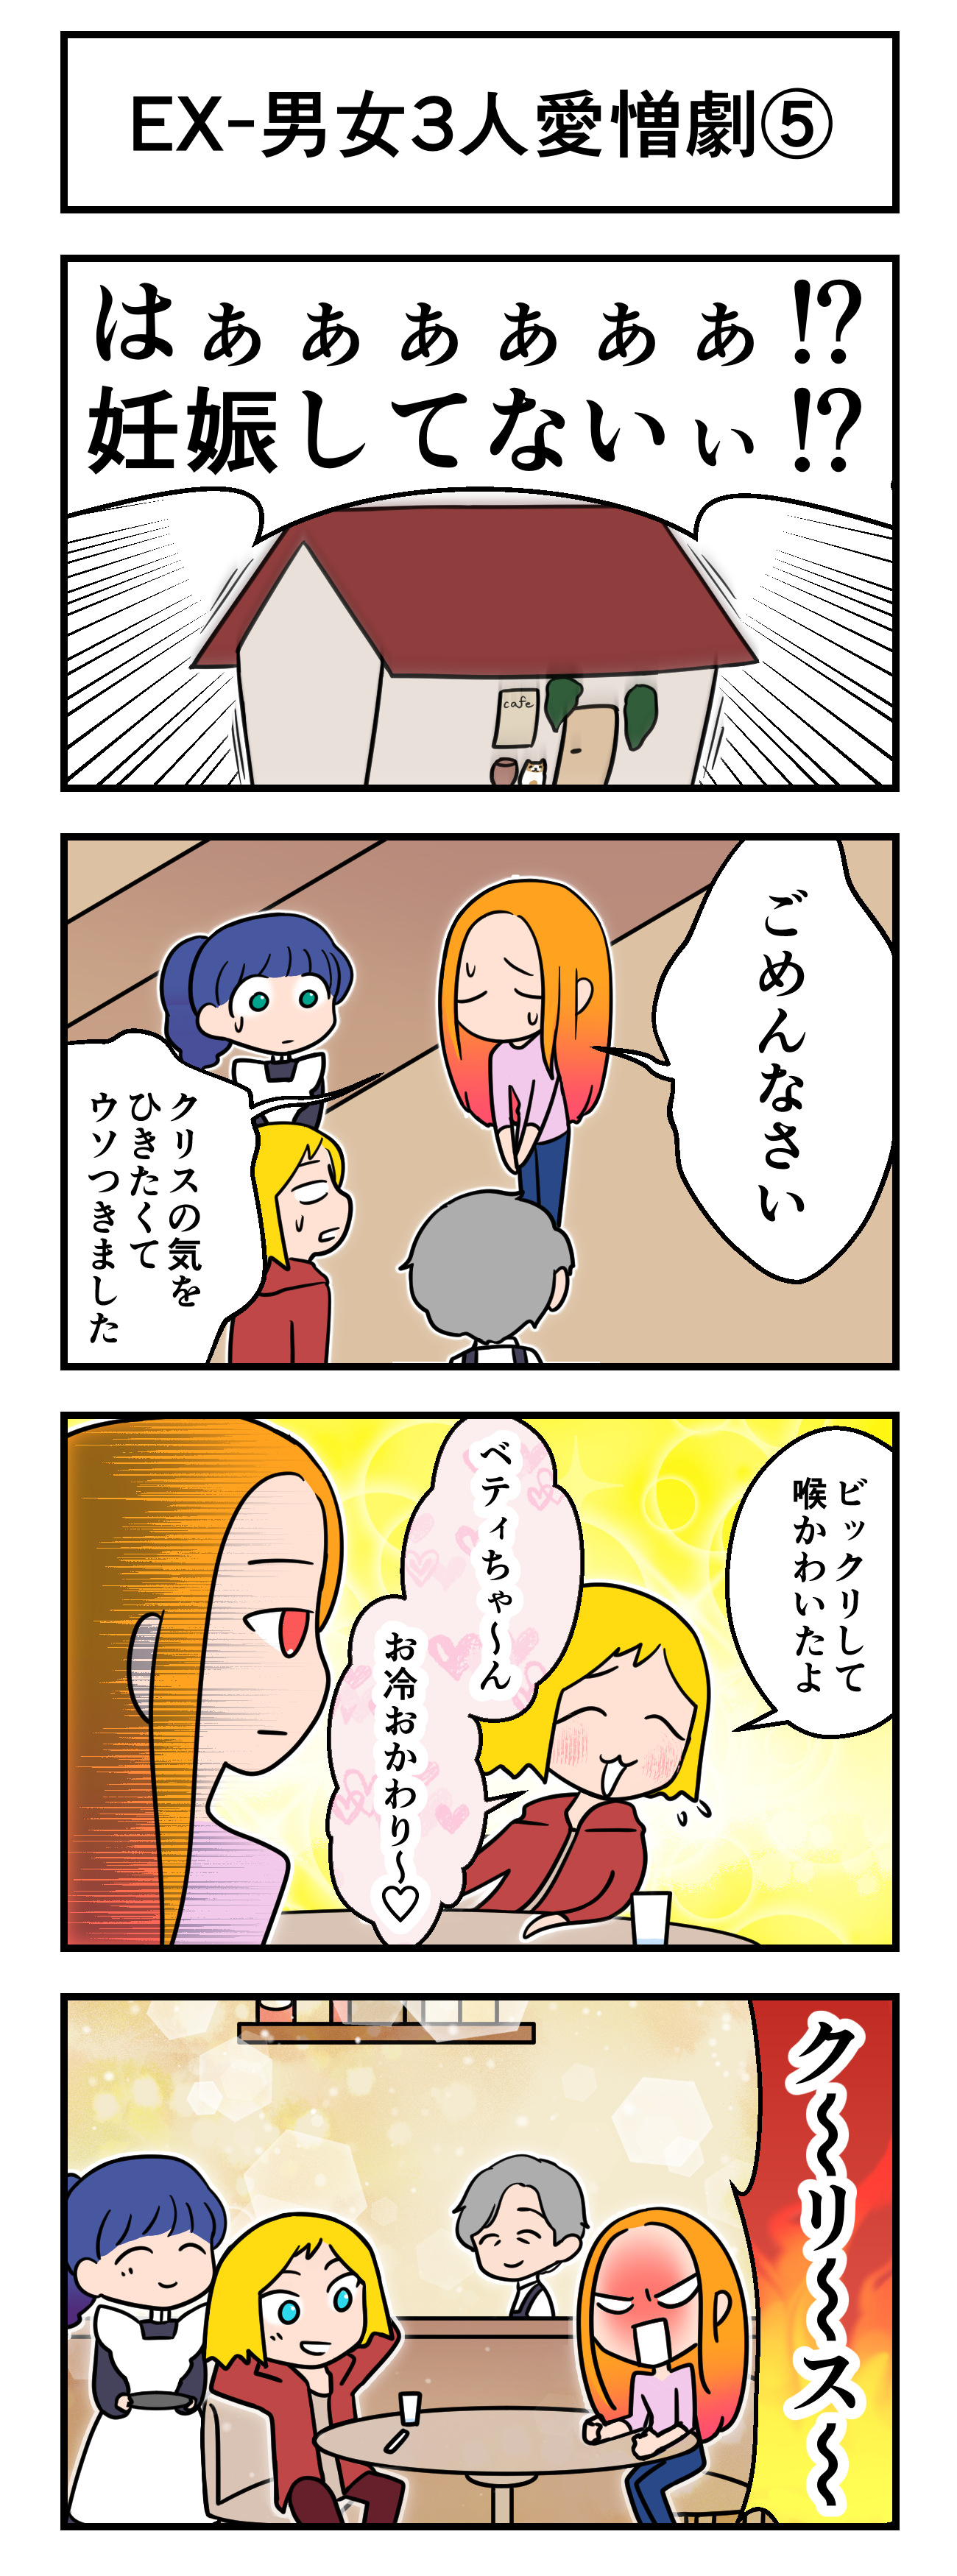 EX-男女3人愛憎劇⑤
はぁぁぁぁぁぁ!?
妊娠してないぃ!?
cafe
ごめんなさい
クリスの気を
ひきたくて
ウソつきました
ビックリして
喉かわいたよ
ベティちゃ～ん
お冷おかわり～♡
ク～リ～ス～